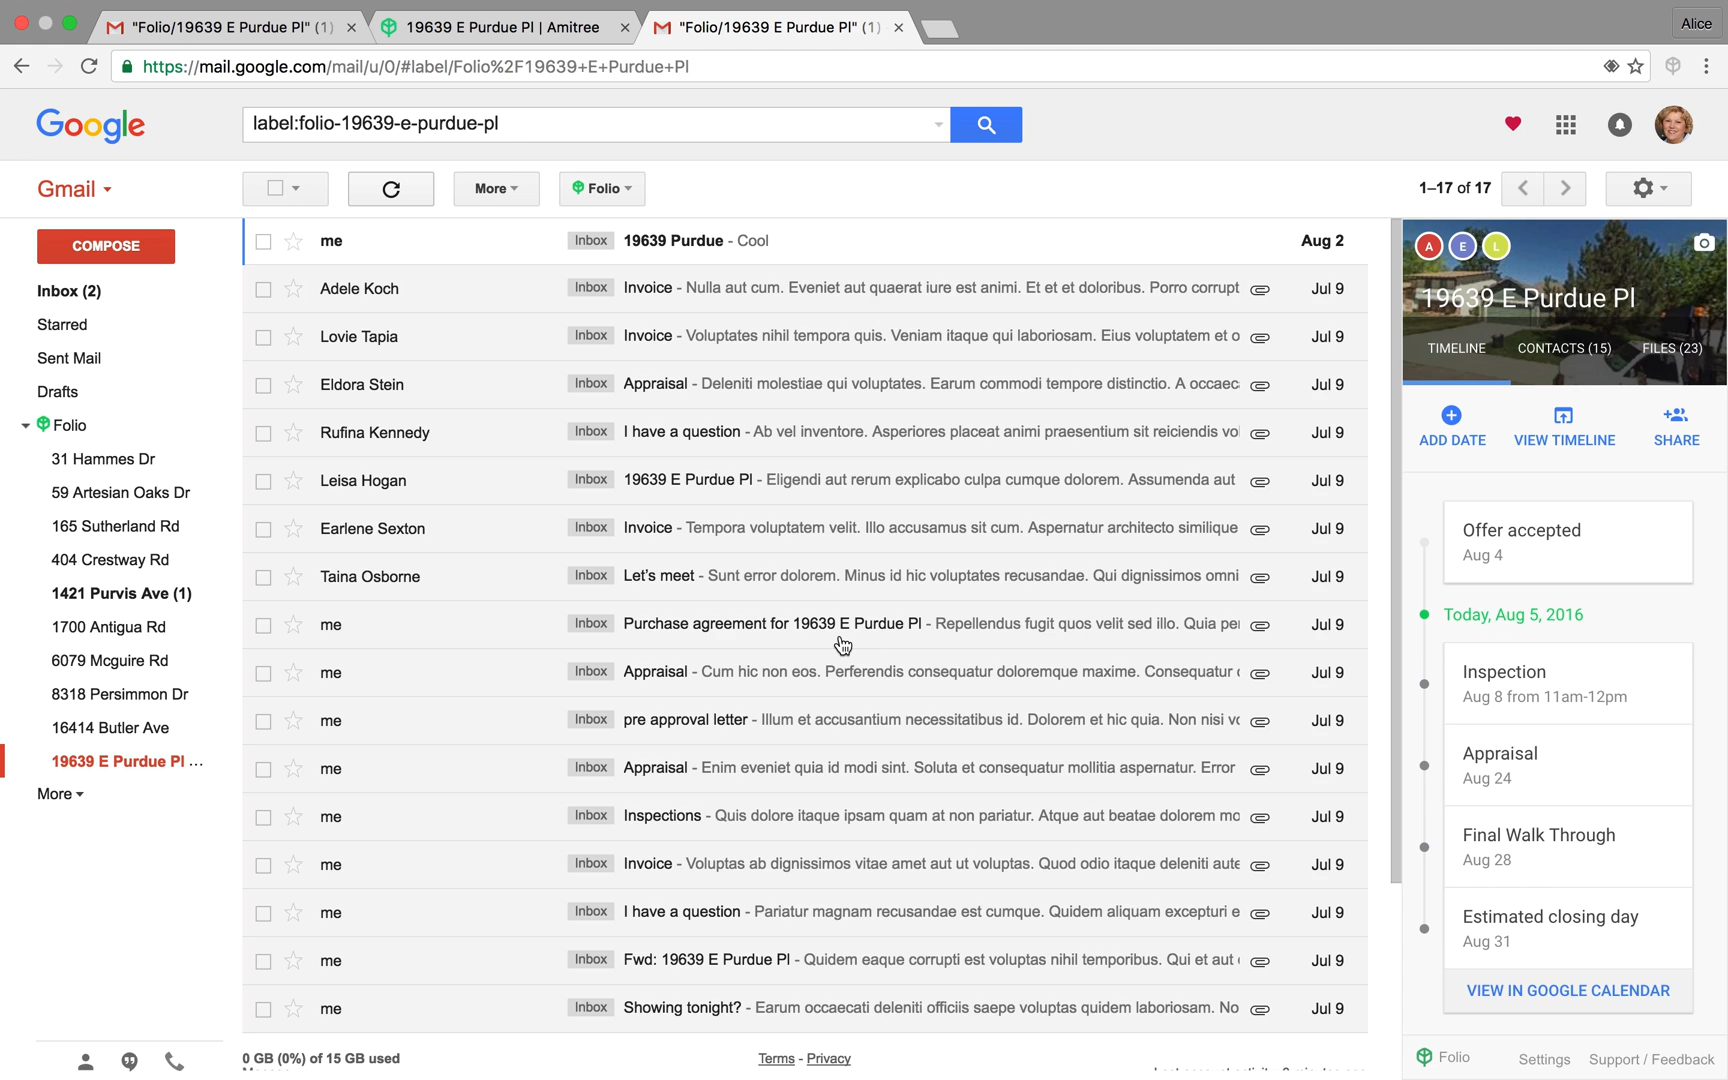 "Folio/19639 E Purdue Pl" (1)
19639 E Purdue Pl | Amitree
"Folio/19639 E Purdue Pl" (1)
Alice
https://mail.google.com/mail/u/0/#label/Folio%2F19639+E+Purdue+Pl
Google
label:folio-19639-e-purdue-pl
Gmail
More
Folio
1–17 of 17
COMPOSE
Inbox (2)
Starred
Sent Mail
Drafts
Folio
31 Hammes Dr
59 Artesian Oaks Dr
165 Sutherland Rd
404 Crestway Rd
1421 Purvis Ave (1)
1700 Antigua Rd
6079 Mcguire Rd
8318 Persimmon Dr
16414 Butler Ave
19639 E Purdue Pl ...
More
me Inbox 19639 Purdue - Cool Aug 2
Adele Koch Inbox Invoice - Nulla aut cum. Eveniet aut quaerat iure est animi. Et et et doloribus. Porro corrupt Jul 9
Lovie Tapia Inbox Invoice - Voluptates nihil tempora quis. Veniam itaque qui laboriosam. Eius voluptatem et o Jul 9
Eldora Stein Inbox Appraisal - Deleniti molestiae qui voluptates. Earum commodi tempore distinctio. A occaec Jul 9
Rufina Kennedy Inbox I have a question - Ab vel inventore. Asperiores placeat animi praesentium sit reiciendis vo Jul 9
Leisa Hogan Inbox 19639 E Purdue Pl - Eligendi aut rerum explicabo culpa cumque dolorem. Assumenda aut Jul 9
Earlene Sexton Inbox Invoice - Tempora voluptatem velit. Illo accusamus sit cum. Aspernatur architecto similique Jul 9
Taina Osborne Inbox Let's meet - Sunt error dolorem. Minus id hic voluptates recusandae. Qui dignissimos omni Jul 9
me Inbox Purchase agreement for 19639 E Purdue Pl - Repellendus fugit quos velit sed illo. Quia per Jul 9
me Inbox Appraisal - Cum hic non eos. Perferendis consequatur doloremque maxime. Consequatur Jul 9
me Inbox pre approval letter - Illum et accusantium necessitatibus id. Dolorem et hic quia. Non nisi vo Jul 9
me Inbox Appraisal - Enim eveniet quia id modi sint. Soluta et consequatur mollitia aspernatur. Error Jul 9
me Inbox Inspections - Quis dolore itaque ipsam quam at non pariatur. Atque aut beatae dolorem mo Jul 9
me Inbox Invoice - Voluptas ab dignissimos vitae amet aut ut voluptas. Quod odio itaque deleniti aute Jul 9
me Inbox I have a question - Pariatur magnam recusandae est cumque. Quidem aliquam excepturi e Jul 9
me Inbox Fwd: 19639 E Purdue Pl - Quidem eaque corrupti est voluptas nihil temporibus. Qui et aut Jul 9
me Inbox Showing tonight? - Earum occaecati deleniti officiis saepe voluptas quidem laboriosam. No Jul 9
0 GB (0%) of 15 GB used
Terms - Privacy
A E L
19639 E Purdue Pl
TIMELINE CONTACTS (15) FILES (23)
ADD DATE VIEW TIMELINE SHARE
Offer accepted
Aug 4
Today, Aug 5, 2016
Inspection
Aug 8 from 11am-12pm
Appraisal
Aug 24
Final Walk Through
Aug 28
Estimated closing day
Aug 31
VIEW IN GOOGLE CALENDAR
Folio Settings Support / Feedback